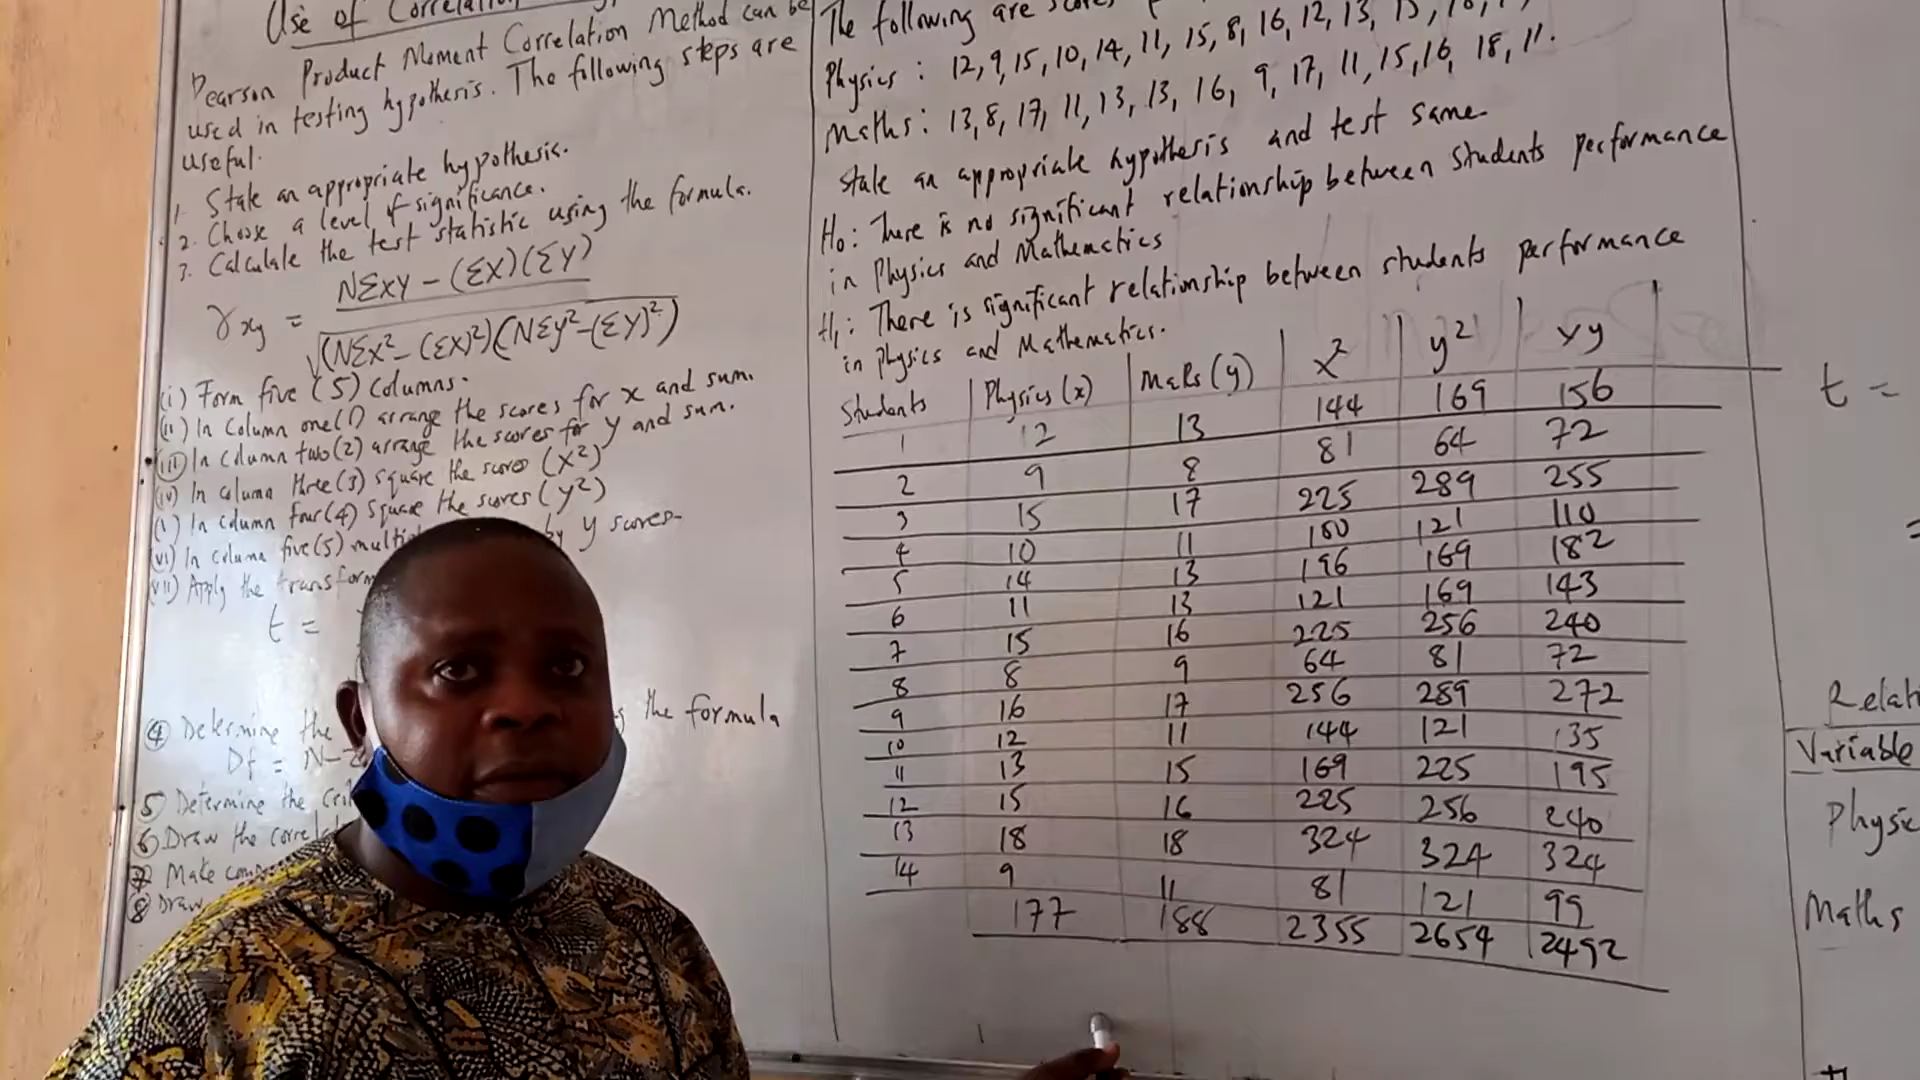 Use of Correlation
Pearson Product Moment Correlation Method can be
used in testing hypothesis. The following steps are
useful.
1. State an appropriate hypothesis.
2. Choose a level of significance.
3. Calculate the test statistic using the formula.
γxy = NΣXY - (ΣX)(ΣY)
√(NΣX² - (ΣX)²)(NΣy² - (ΣY)²)
(i) Form five (5) Columns.
(ii) In Column one(1) arrange the scores for x and sum.
(iii) In Column two(2) arrange the scores for y and sum.
(iv) In column three(3) square the scores (x²)
(v) In column four(4) square the scores (y²)
(vi) In column five(5) by y scores.
(vii) Apply the
t =
④ Determine the the formula
Df = N-2
5 Determine the
⑥ Draw the
7 Make
⑧ Draw
The following are scores
Physics: 12, 9, 15, 10, 14, 11, 15, 8, 16, 12, 13, 15, 18,
Maths: 13, 8, 17, 11, 13, 13, 16, 9, 17, 11, 15, 16, 18, 11.
State an appropriate hypothesis and test same.
H₀: There is no significant relationship between students performance
in Physics and Mathematics
H₁: There is significant relationship between students performance
in Physics and Mathematics.
Students Physics(x) Maths(y) x² y² xy
1 12 13 144 169 156
2 9 8 81 64 72
3 15 17 225 289 255
4 10 11 100 121 110
5 14 13 196 169 182
6 11 13 121 169 143
7 15 16 225 256 240
8 8 9 64 81 72
9 16 17 256 289 272
10 12 11 144 121 135
11 13 15 169 225 195
12 15 16 225 256 240
13 18 18 324 324 324
14 9 11 81 121 99
177 188 2355 2654 2492
t =
=
Variable
Maths